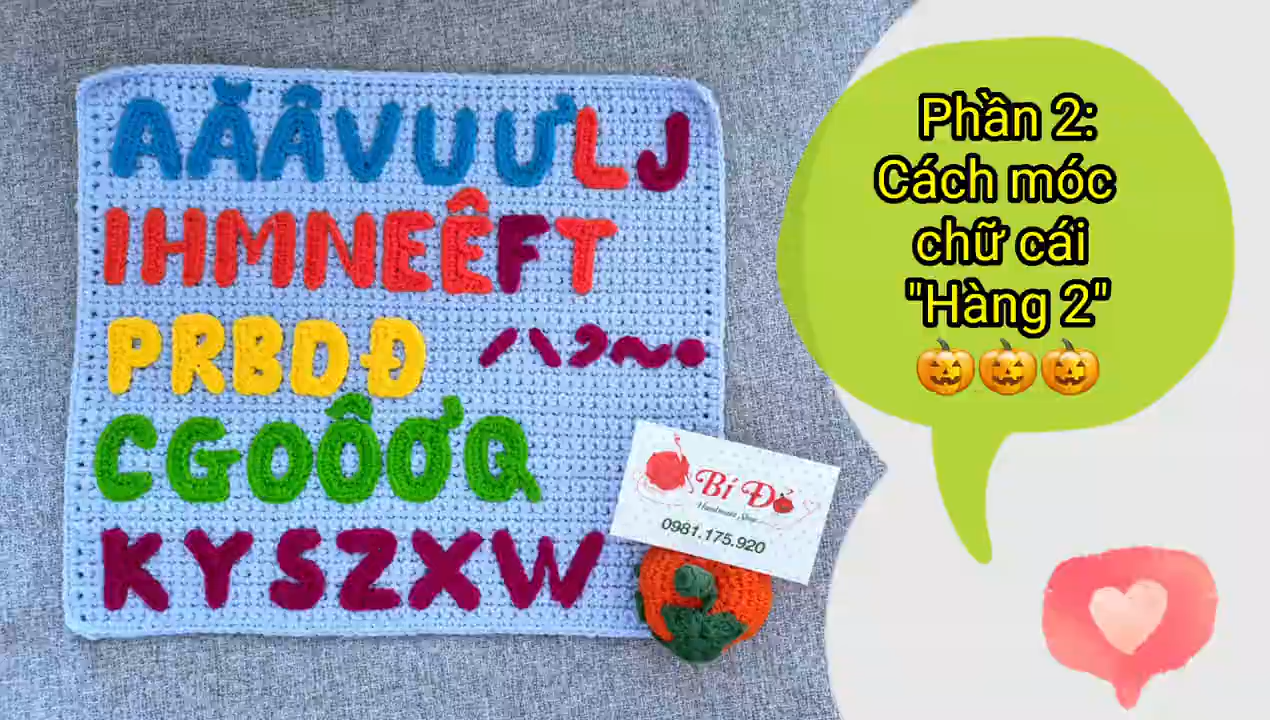 AĂÂVUƯLJ
IHMNEÊFT
PRBDĐ
CGOÔƠQ
KYSZXW
Bí Đỏ
Handmade Shop
0981.175.920
Phần 2:
Cách móc
chữ cái
"Hàng 2"